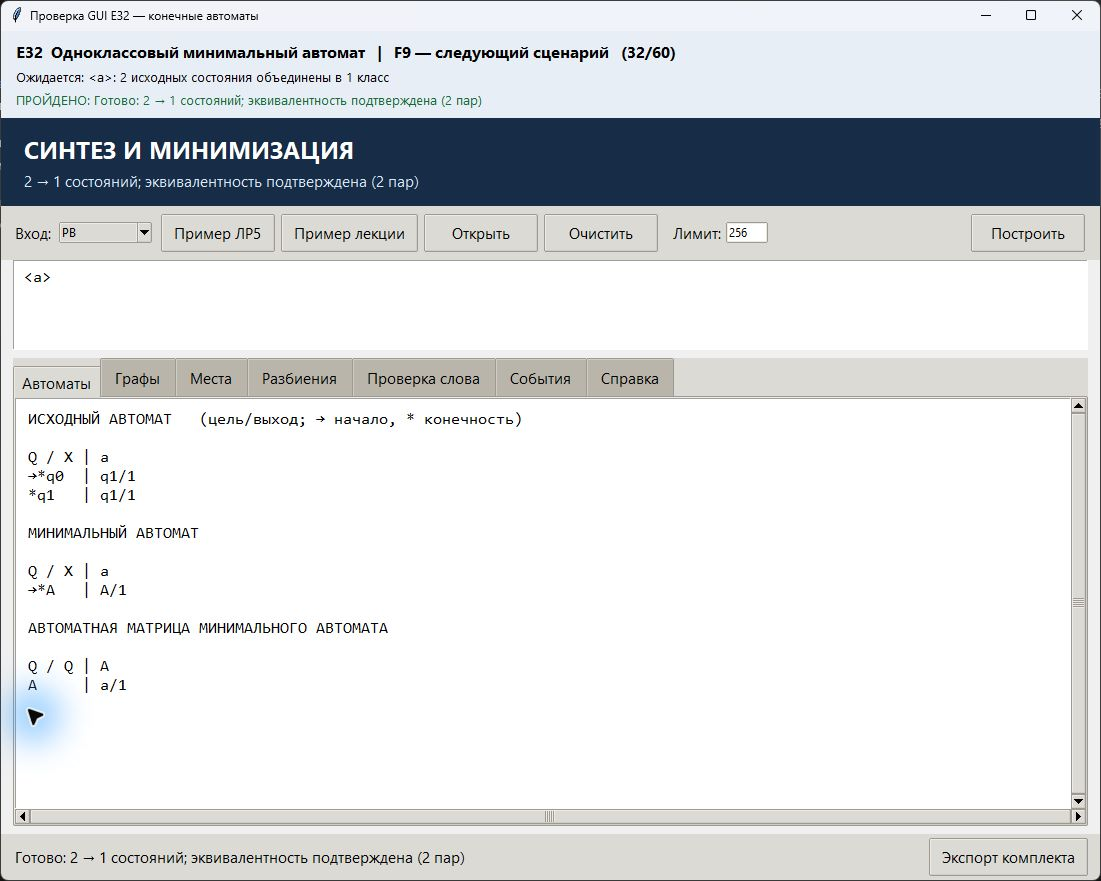 Проверка GUI E32 — конечные автоматы
E32 Одноклассовый минимальный автомат | F9 — следующий сценарий (32/60)
Ожидается: <a>: 2 исходных состояния объединены в 1 класс
ПРОЙДЕНО: Готово: 2 → 1 состояний; эквивалентность подтверждена (2 пар)
СИНТЕЗ И МИНИМИЗАЦИЯ
2 → 1 состояний; эквивалентность подтверждена (2 пар)
Вход: РВ Пример ЛР5 Пример лекции Открыть Очистить Лимит: 256 Построить
<a>
Автоматы Графы Места Разбиения Проверка слова События Справка
ИСХОДНЫЙ АВТОМАТ (цель/выход; → начало, * конечность)
Q / X | a
→*q0 | q1/1
*q1 | q1/1
МИНИМАЛЬНЫЙ АВТОМАТ
Q / X | a
→*A | A/1
АВТОМАТНАЯ МАТРИЦА МИНИМАЛЬНОГО АВТОМАТА
Q / Q | A
A | a/1
Готово: 2 → 1 состояний; эквивалентность подтверждена (2 пар) Экспорт комплекта